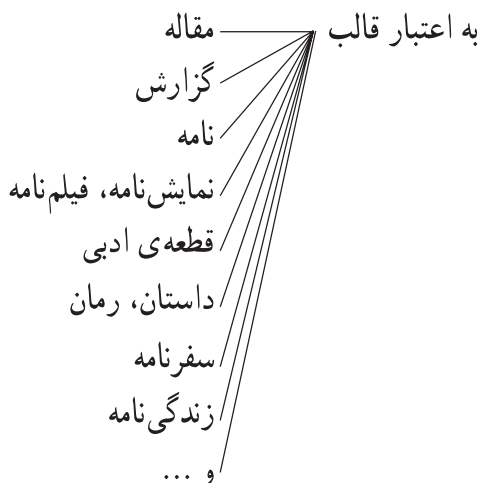 به اعتبار قالب
مقاله
گزارش
نامه
نمایش‌نامه، فیلم‌نامه
قطعه‌ی ادبی
داستان، رمان
سفرنامه
زندگی‌نامه
و ...